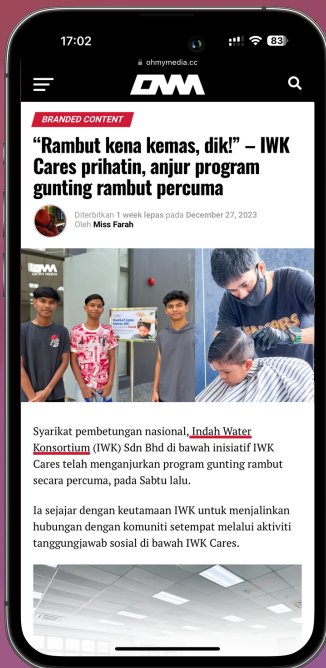 17:02
83
ohmymedia.cc
OMM
BRANDED CONTENT
“Rambut kena kemas, dik!” – IWK
Cares prihatin, anjur program
gunting rambut percuma
Diterbitkan 1 week lepas pada December 27, 2023
Oleh Miss Farah
Syarikat pembetungan nasional, Indah Water
Konsortium (IWK) Sdn Bhd di bawah inisiatif IWK
Cares telah menganjurkan program gunting rambut
secara percuma, pada Sabtu lalu.
Ia sejajar dengan keutamaan IWK untuk menjalinkan
hubungan dengan komuniti setempat melalui aktiviti
tanggungjawab sosial di bawah IWK Cares.